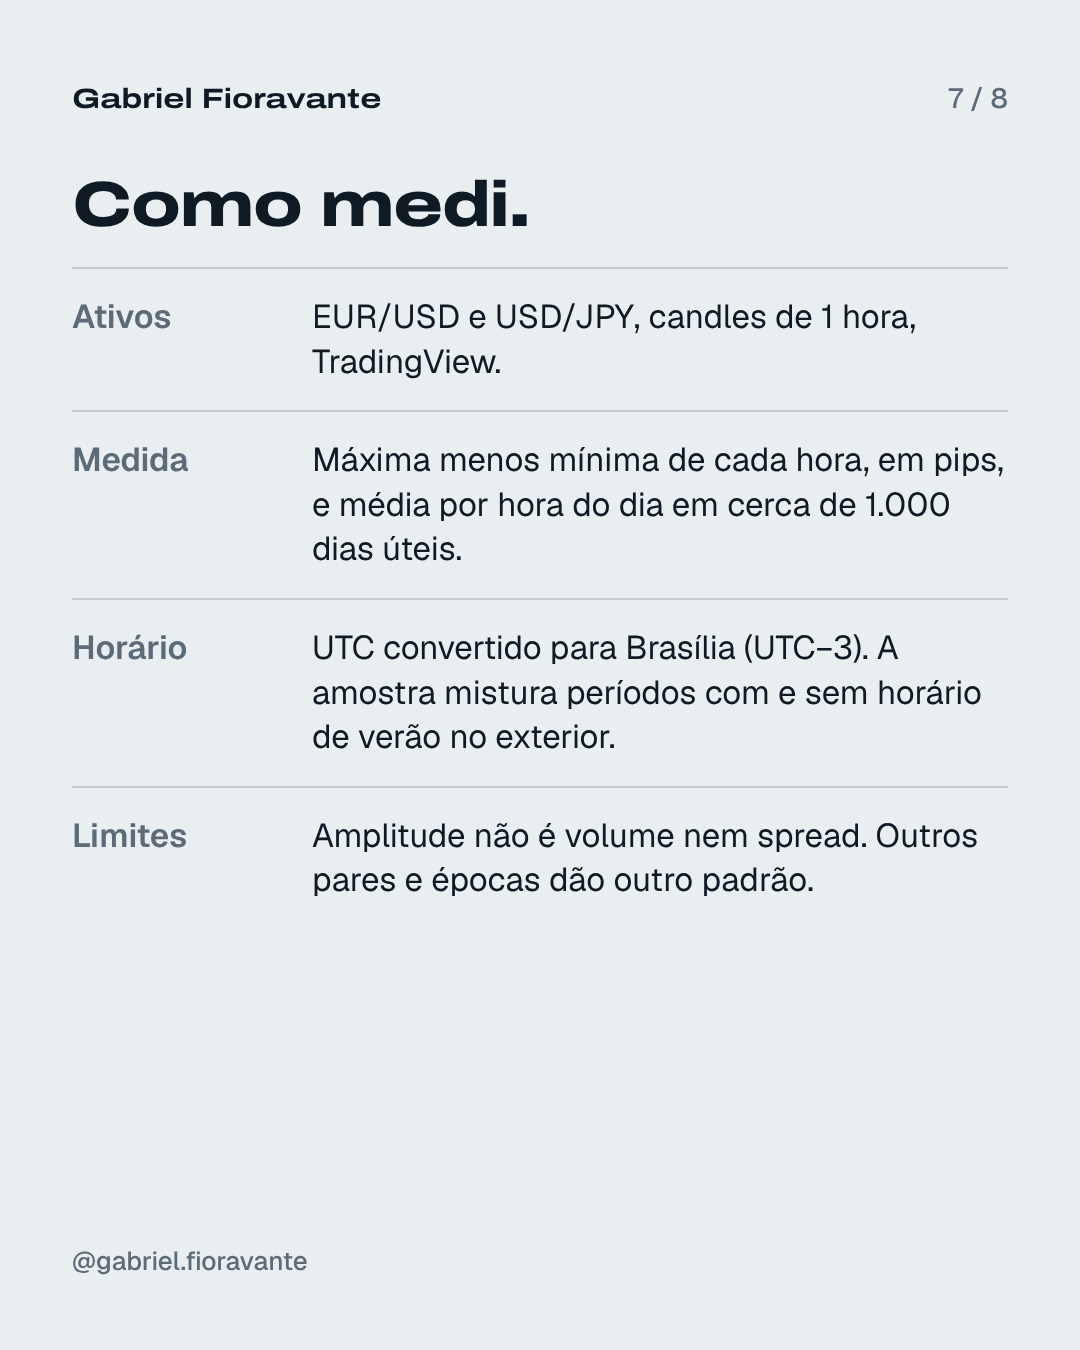 Gabriel Fioravante
7 / 8
Como medi.
Ativos
EUR/USD e USD/JPY, candles de 1 hora,
TradingView.
Medida
Máxima menos mínima de cada hora, em pips,
e média por hora do dia em cerca de 1.000
dias úteis.
Horário
UTC convertido para Brasília (UTC−3). A
amostra mistura períodos com e sem horário
de verão no exterior.
Limites
Amplitude não é volume nem spread. Outros
pares e épocas dão outro padrão.
@gabriel.fioravante